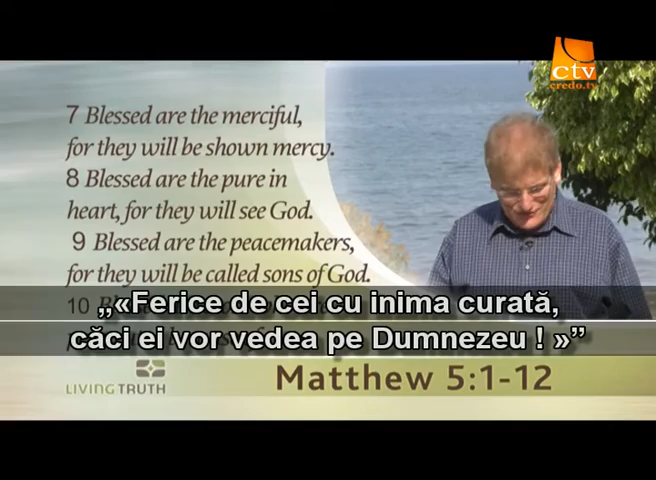 ctv
credo.tv
7 Blessed are the merciful,
for they will be shown mercy.
8 Blessed are the pure in
heart, for they will see God.
9 Blessed are the peacemakers,
for they will be called sons of God.
10
„«Ferice de cei cu inima curată,
căci ei vor vedea pe Dumnezeu ! »”
LIVING TRUTH
Matthew 5:1-12